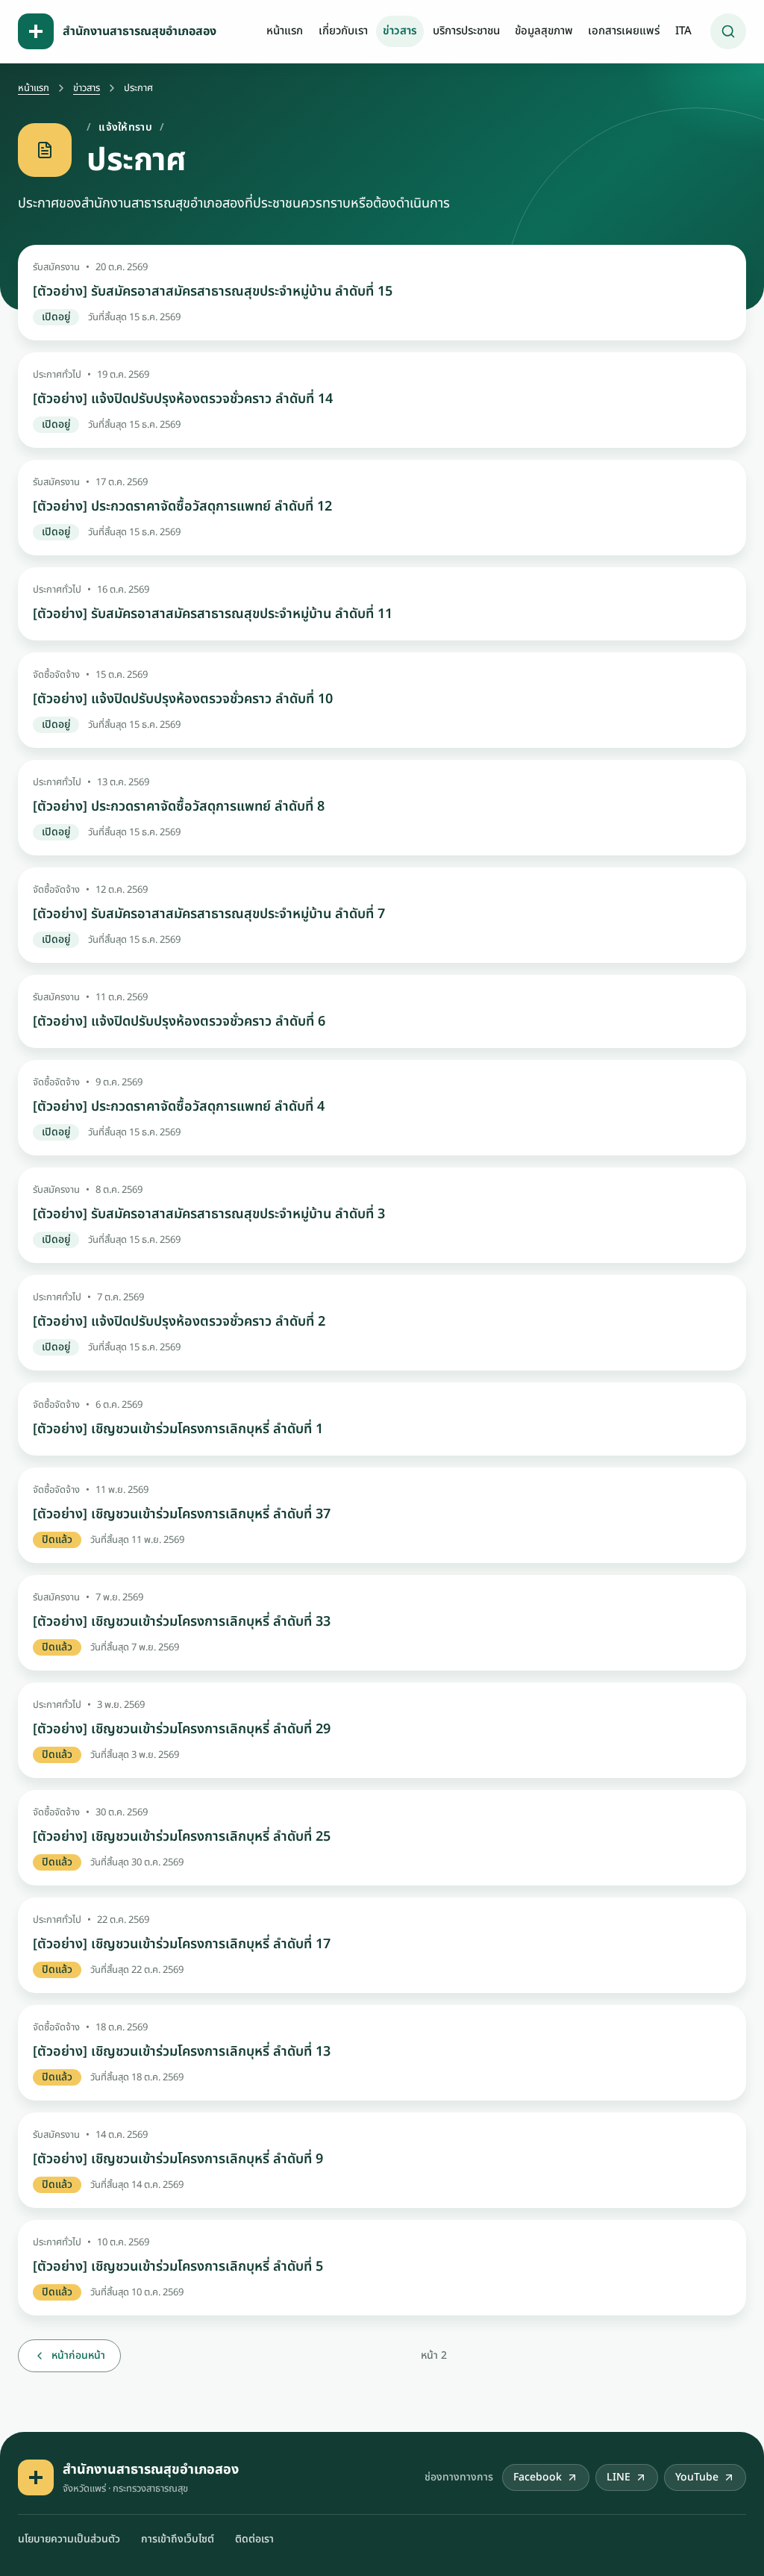 สำนักงานสาธารณสุขอำเภอสอง
หน้าแรก เกี่ยวกับเรา ข่าวสาร บริการประชาชน ข้อมูลสุขภาพ เอกสารเผยแพร่ ITA
หน้าแรก > ข่าวสาร > ประกาศ
/ แจ้งให้ทราบ /
ประกาศ
ประกาศของสำนักงานสาธารณสุขอำเภอสองที่ประชาชนควรทราบหรือต้องดำเนินการ
รับสมัครงาน • 20 ต.ค. 2569
[ตัวอย่าง] รับสมัครอาสาสมัครสาธารณสุขประจำหมู่บ้าน ลำดับที่ 15
เปิดอยู่ วันที่สิ้นสุด 15 ธ.ค. 2569
ประกาศทั่วไป • 19 ต.ค. 2569
[ตัวอย่าง] แจ้งปิดปรับปรุงห้องตรวจชั่วคราว ลำดับที่ 14
เปิดอยู่ วันที่สิ้นสุด 15 ธ.ค. 2569
รับสมัครงาน • 17 ต.ค. 2569
[ตัวอย่าง] ประกวดราคาจัดซื้อวัสดุการแพทย์ ลำดับที่ 12
เปิดอยู่ วันที่สิ้นสุด 15 ธ.ค. 2569
ประกาศทั่วไป • 16 ต.ค. 2569
[ตัวอย่าง] รับสมัครอาสาสมัครสาธารณสุขประจำหมู่บ้าน ลำดับที่ 11
จัดซื้อจัดจ้าง • 15 ต.ค. 2569
[ตัวอย่าง] แจ้งปิดปรับปรุงห้องตรวจชั่วคราว ลำดับที่ 10
เปิดอยู่ วันที่สิ้นสุด 15 ธ.ค. 2569
ประกาศทั่วไป • 13 ต.ค. 2569
[ตัวอย่าง] ประกวดราคาจัดซื้อวัสดุการแพทย์ ลำดับที่ 8
เปิดอยู่ วันที่สิ้นสุด 15 ธ.ค. 2569
จัดซื้อจัดจ้าง • 12 ต.ค. 2569
[ตัวอย่าง] รับสมัครอาสาสมัครสาธารณสุขประจำหมู่บ้าน ลำดับที่ 7
เปิดอยู่ วันที่สิ้นสุด 15 ธ.ค. 2569
รับสมัครงาน • 11 ต.ค. 2569
[ตัวอย่าง] แจ้งปิดปรับปรุงห้องตรวจชั่วคราว ลำดับที่ 6
จัดซื้อจัดจ้าง • 9 ต.ค. 2569
[ตัวอย่าง] ประกวดราคาจัดซื้อวัสดุการแพทย์ ลำดับที่ 4
เปิดอยู่ วันที่สิ้นสุด 15 ธ.ค. 2569
รับสมัครงาน • 8 ต.ค. 2569
[ตัวอย่าง] รับสมัครอาสาสมัครสาธารณสุขประจำหมู่บ้าน ลำดับที่ 3
เปิดอยู่ วันที่สิ้นสุด 15 ธ.ค. 2569
ประกาศทั่วไป • 7 ต.ค. 2569
[ตัวอย่าง] แจ้งปิดปรับปรุงห้องตรวจชั่วคราว ลำดับที่ 2
เปิดอยู่ วันที่สิ้นสุด 15 ธ.ค. 2569
จัดซื้อจัดจ้าง • 6 ต.ค. 2569
[ตัวอย่าง] เชิญชวนเข้าร่วมโครงการเลิกบุหรี่ ลำดับที่ 1
จัดซื้อจัดจ้าง • 11 พ.ย. 2569
[ตัวอย่าง] เชิญชวนเข้าร่วมโครงการเลิกบุหรี่ ลำดับที่ 37
ปิดแล้ว วันที่สิ้นสุด 11 พ.ย. 2569
รับสมัครงาน • 7 พ.ย. 2569
[ตัวอย่าง] เชิญชวนเข้าร่วมโครงการเลิกบุหรี่ ลำดับที่ 33
ปิดแล้ว วันที่สิ้นสุด 7 พ.ย. 2569
ประกาศทั่วไป • 3 พ.ย. 2569
[ตัวอย่าง] เชิญชวนเข้าร่วมโครงการเลิกบุหรี่ ลำดับที่ 29
ปิดแล้ว วันที่สิ้นสุด 3 พ.ย. 2569
จัดซื้อจัดจ้าง • 30 ต.ค. 2569
[ตัวอย่าง] เชิญชวนเข้าร่วมโครงการเลิกบุหรี่ ลำดับที่ 25
ปิดแล้ว วันที่สิ้นสุด 30 ต.ค. 2569
ประกาศทั่วไป • 22 ต.ค. 2569
[ตัวอย่าง] เชิญชวนเข้าร่วมโครงการเลิกบุหรี่ ลำดับที่ 17
ปิดแล้ว วันที่สิ้นสุด 22 ต.ค. 2569
จัดซื้อจัดจ้าง • 18 ต.ค. 2569
[ตัวอย่าง] เชิญชวนเข้าร่วมโครงการเลิกบุหรี่ ลำดับที่ 13
ปิดแล้ว วันที่สิ้นสุด 18 ต.ค. 2569
รับสมัครงาน • 14 ต.ค. 2569
[ตัวอย่าง] เชิญชวนเข้าร่วมโครงการเลิกบุหรี่ ลำดับที่ 9
ปิดแล้ว วันที่สิ้นสุด 14 ต.ค. 2569
ประกาศทั่วไป • 10 ต.ค. 2569
[ตัวอย่าง] เชิญชวนเข้าร่วมโครงการเลิกบุหรี่ ลำดับที่ 5
ปิดแล้ว วันที่สิ้นสุด 10 ต.ค. 2569
หน้าก่อนหน้า หน้า 2
สำนักงานสาธารณสุขอำเภอสอง
จังหวัดแพร่ · กระทรวงสาธารณสุข
ช่องทางทางการ Facebook LINE YouTube
นโยบายความเป็นส่วนตัว การเข้าถึงเว็บไซต์ ติดต่อเรา